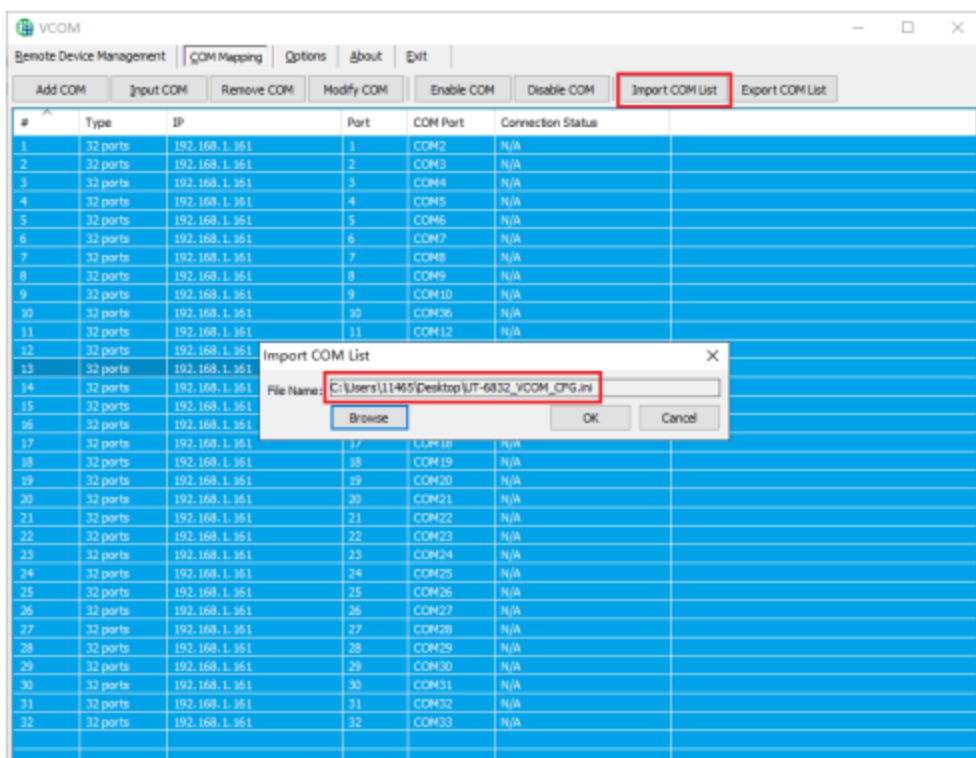 VCOM
Remote Device Management COM Mapping Options About Exit
Add COM Input COM Remove COM Modify COM Enable COM Disable COM Import COM List Export COM List
# Type IP Port COM Port Connection Status
1 32 ports 192.168.1.161 1 COM2 N/A
2 32 ports 192.168.1.161 2 COM3 N/A
3 32 ports 192.168.1.161 3 COM4 N/A
4 32 ports 192.168.1.161 4 COM5 N/A
5 32 ports 192.168.1.161 5 COM6 N/A
6 32 ports 192.168.1.161 6 COM7 N/A
7 32 ports 192.168.1.161 7 COM8 N/A
8 32 ports 192.168.1.161 8 COM9 N/A
9 32 ports 192.168.1.161 9 COM10 N/A
10 32 ports 192.168.1.161 10 COM36 N/A
11 32 ports 192.168.1.161 11 COM12 N/A
12 32 ports 192.168.1.161
13 32 ports 192.168.1.161
14 32 ports 192.168.1.161
15 32 ports 192.168.1.161
16 32 ports 192.168.1.161
Import COM List
File Name: C:\Users\11465\Desktop\UT-6832_VCOM_CFG.ini
Browse OK Cancel
17 32 ports 192.168.1.161 17 COM18 N/A
18 32 ports 192.168.1.161 18 COM19 N/A
19 32 ports 192.168.1.161 19 COM20 N/A
20 32 ports 192.168.1.161 20 COM21 N/A
21 32 ports 192.168.1.161 21 COM22 N/A
22 32 ports 192.168.1.161 22 COM23 N/A
23 32 ports 192.168.1.161 23 COM24 N/A
24 32 ports 192.168.1.161 24 COM25 N/A
25 32 ports 192.168.1.161 25 COM26 N/A
26 32 ports 192.168.1.161 26 COM27 N/A
27 32 ports 192.168.1.161 27 COM28 N/A
28 32 ports 192.168.1.161 28 COM29 N/A
29 32 ports 192.168.1.161 29 COM30 N/A
30 32 ports 192.168.1.161 30 COM31 N/A
31 32 ports 192.168.1.161 31 COM32 N/A
32 32 ports 192.168.1.161 32 COM33 N/A